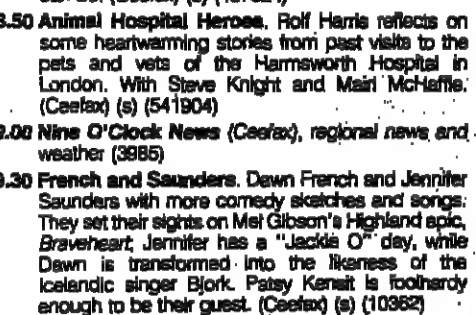 8.50 Animal Hospital Heroes. Rolf Harris reflects on
some heartwarming stories from past visits to the
pets and vets of the Harmsworth Hospital in
London. With Steve Knight and Mairi McHaffie.
(Ceefax) (s) (541904)
9.00 Nine O'Clock News (Ceefax), regional news and
weather (3985)
9.30 French and Saunders. Dawn French and Jennifer
Saunders with more comedy sketches and songs.
They set their sights on Mel Gibson's Highland epic,
Braveheart; Jennifer has a "Jackie O" day, while
Dawn is transformed into the likeness of the
Icelandic singer Bjork. Patsy Kensit is foolhardy
enough to be their guest. (Ceefax) (s) (10362)